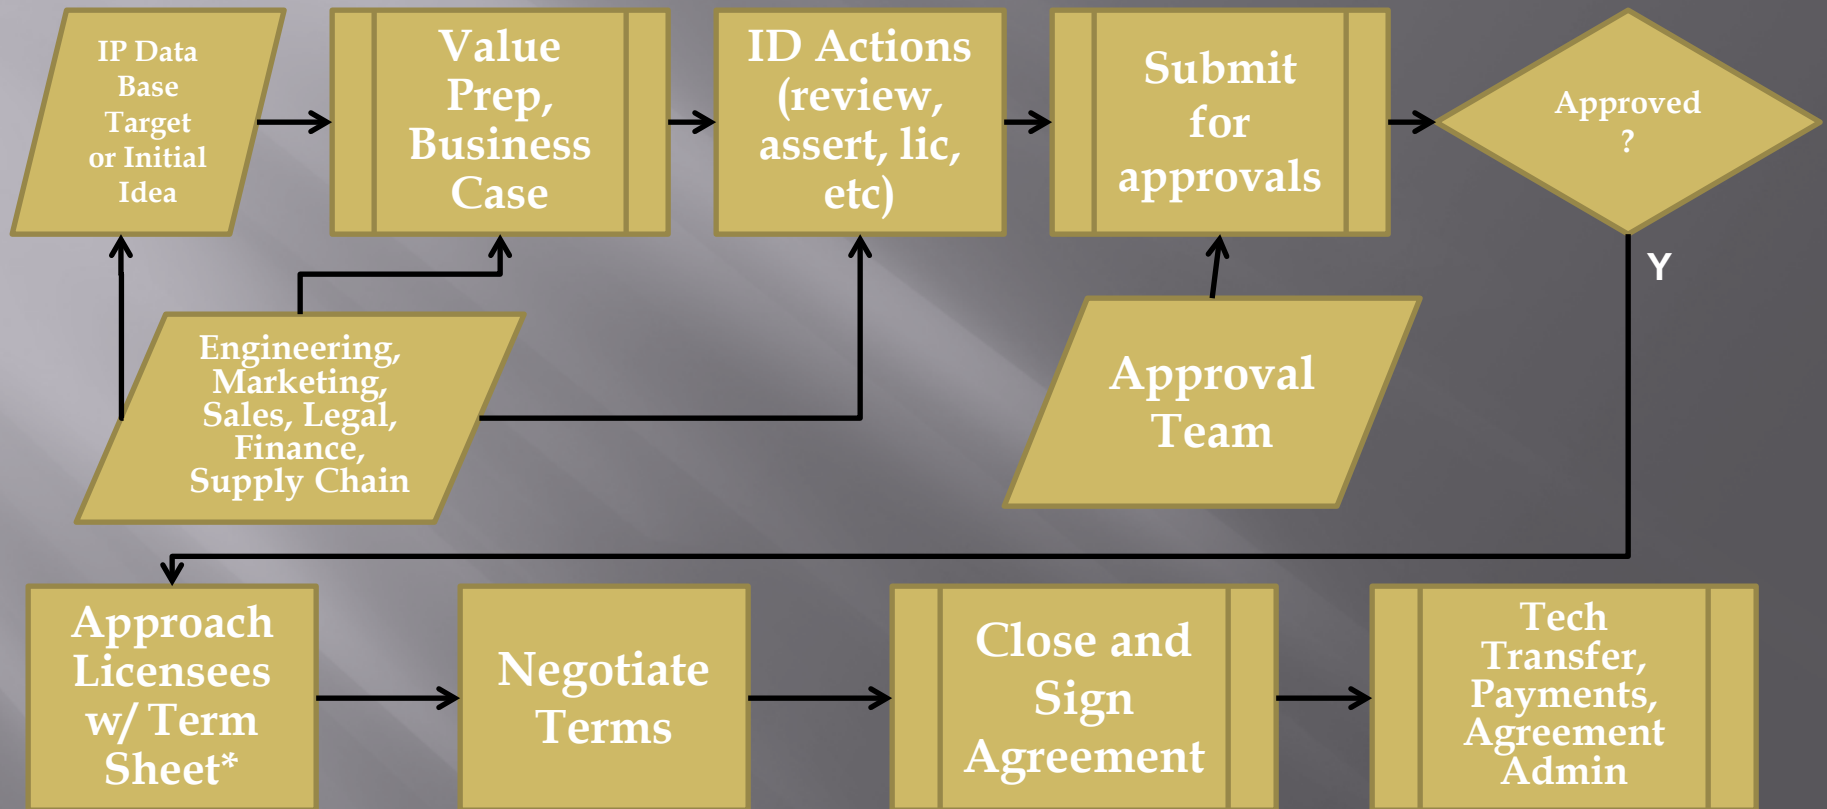 IP Data
Base
Target
or Initial
Idea
Value
Prep,
Business
Case
ID Actions
(review,
assert, lic,
etc)
Submit
for
approvals
Approved
?
Y
Engineering,
Marketing,
Sales, Legal,
Finance,
Supply Chain
Approval
Team
Approach
Licensees
w/ Term
Sheet*
Negotiate
Terms
Close and
Sign
Agreement
Tech
Transfer,
Payments,
Agreement
Admin